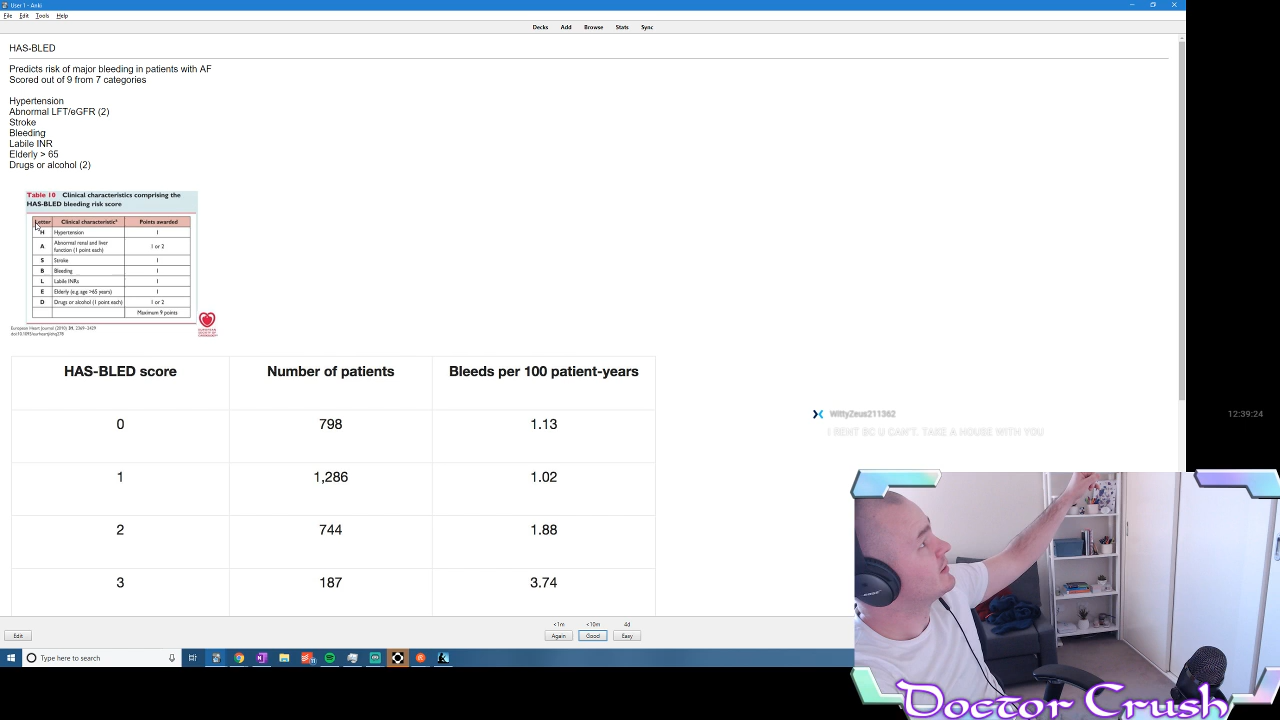 User 1 - Anki
File Edit Tools Help
Decks Add Browse Stats Sync
HAS-BLED
Predicts risk of major bleeding in patients with AF
Scored out of 9 from 7 categories
Hypertension
Abnormal LFT/eGFR (2)
Stroke
Bleeding
Labile INR
Elderly > 65
Drugs or alcohol (2)
Table 10 Clinical characteristics comprising the
HAS-BLED bleeding risk score
Letter Clinical characteristic* Points awarded
H Hypertension 1
A Abnormal renal and liver function (1 point each) 1 or 2
S Stroke 1
B Bleeding 1
L Labile INRs 1
E Elderly (e.g. age >65 years) 1
D Drugs or alcohol (1 point each) 1 or 2
Maximum 9 points
European Heart Journal (2010) 31, 2369–2429
HAS-BLED score Number of patients Bleeds per 100 patient-years
0 798 1.13
1 1,286 1.02
2 744 1.88
3 187 3.74
WittyZeus211362
I RENT BC U CAN'T. TAKE A HOUSE WITH YOU
12:39:24
<1m <10m 4d
Edit Again Good Easy
Type here to search
Doctor Crush